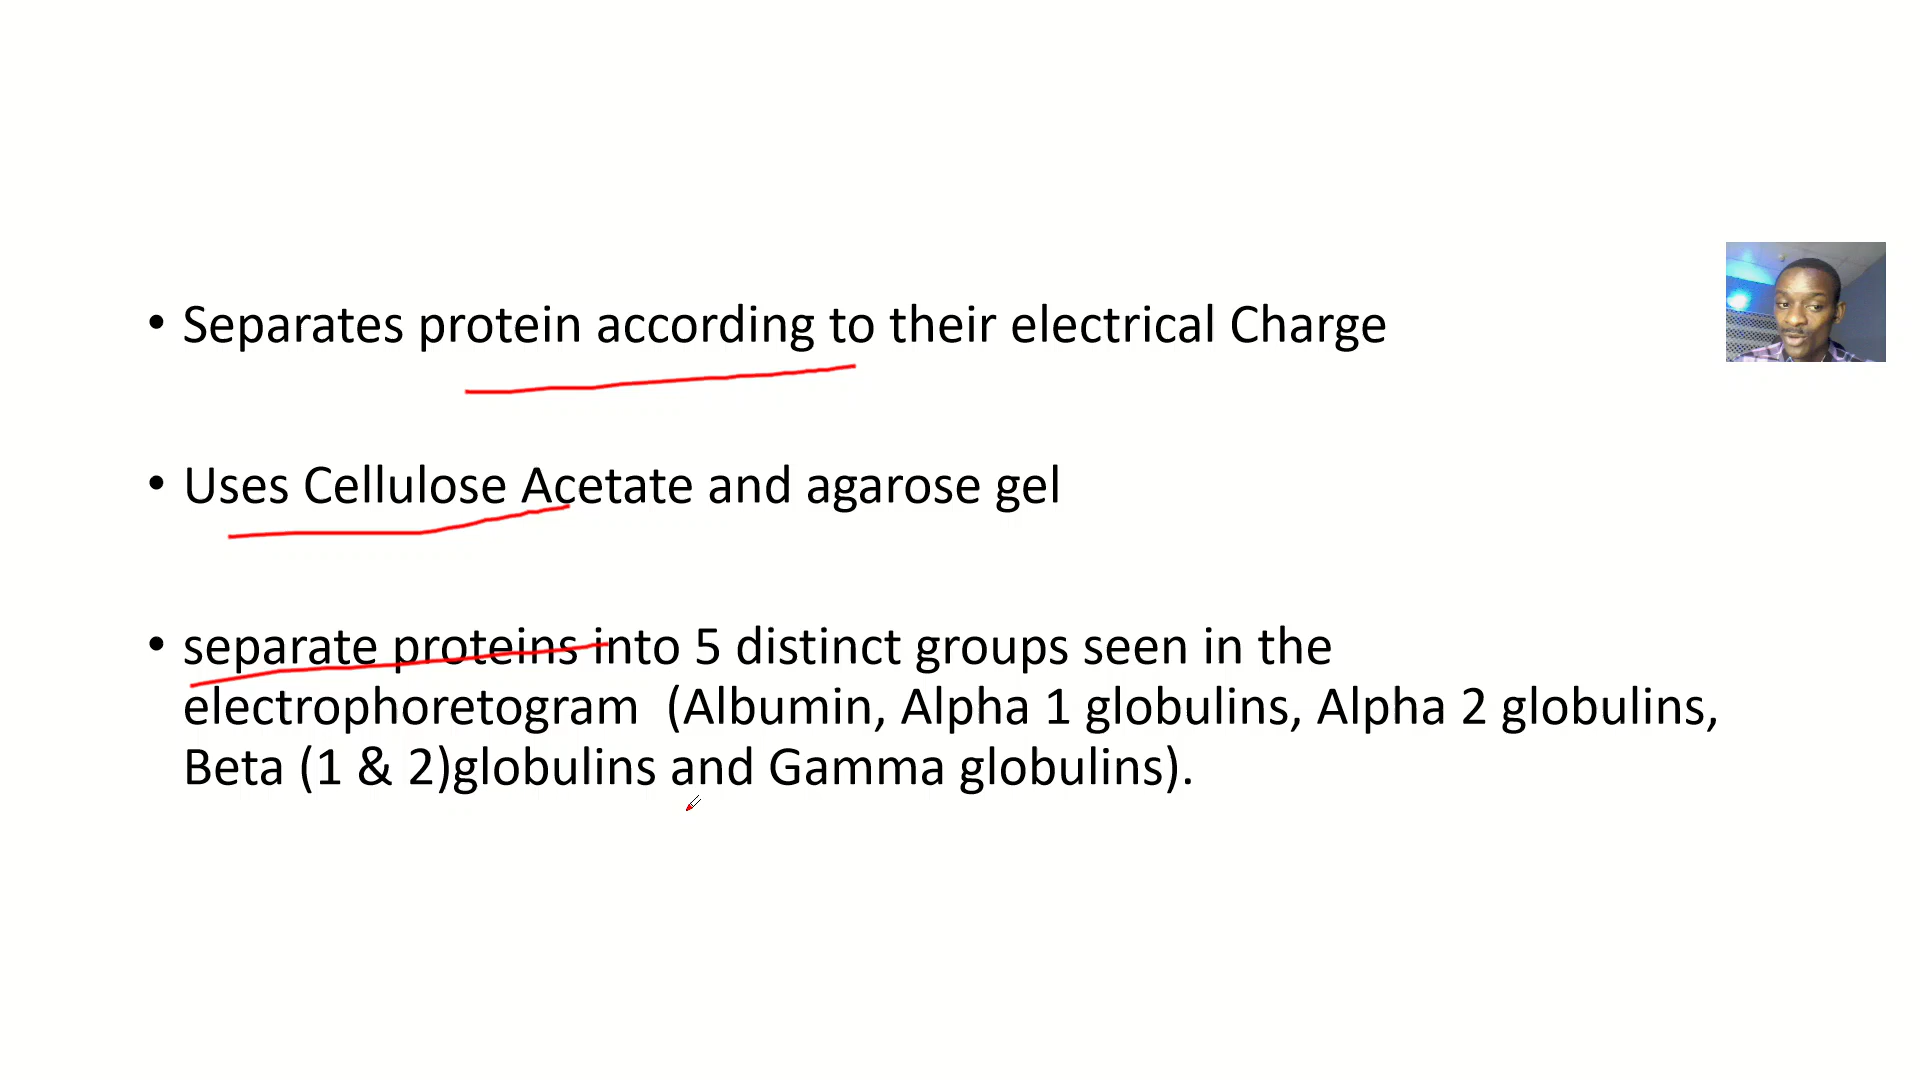 • Separates protein according to their electrical Charge
• Uses Cellulose Acetate and agarose gel
• separate proteins into 5 distinct groups seen in the
electrophoretogram  (Albumin, Alpha 1 globulins, Alpha 2 globulins,
Beta (1 & 2)globulins and Gamma globulins).